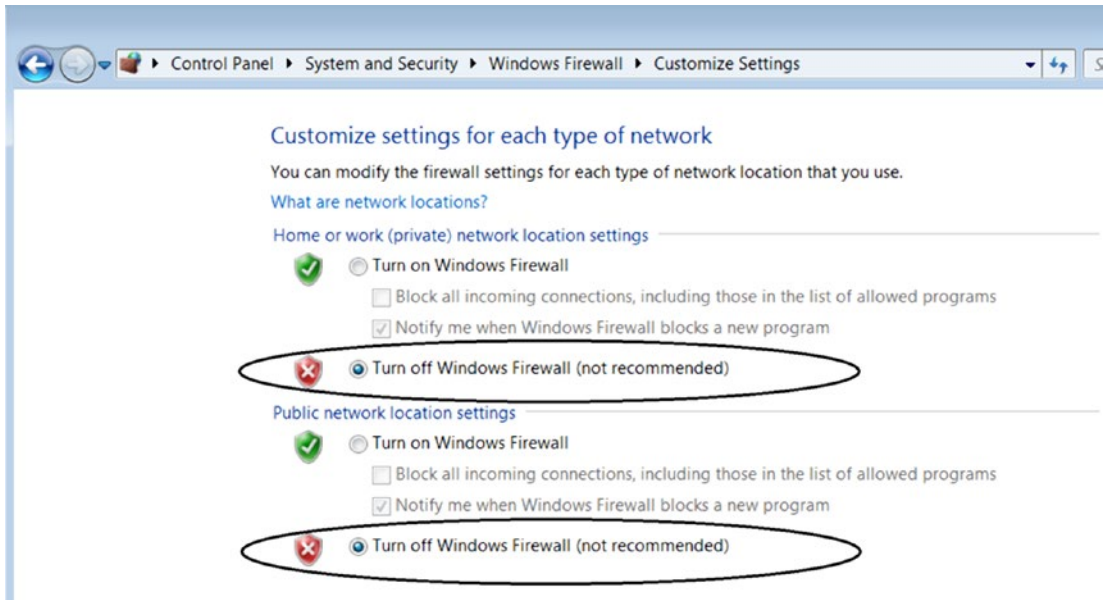 Control Panel ▸ System and Security ▸ Windows Firewall ▸ Customize Settings
Customize settings for each type of network
You can modify the firewall settings for each type of network location that you use.
What are network locations?
Home or work (private) network location settings
Turn on Windows Firewall
Block all incoming connections, including those in the list of allowed programs
Notify me when Windows Firewall blocks a new program
Turn off Windows Firewall (not recommended)
Public network location settings
Turn on Windows Firewall
Block all incoming connections, including those in the list of allowed programs
Notify me when Windows Firewall blocks a new program
Turn off Windows Firewall (not recommended)